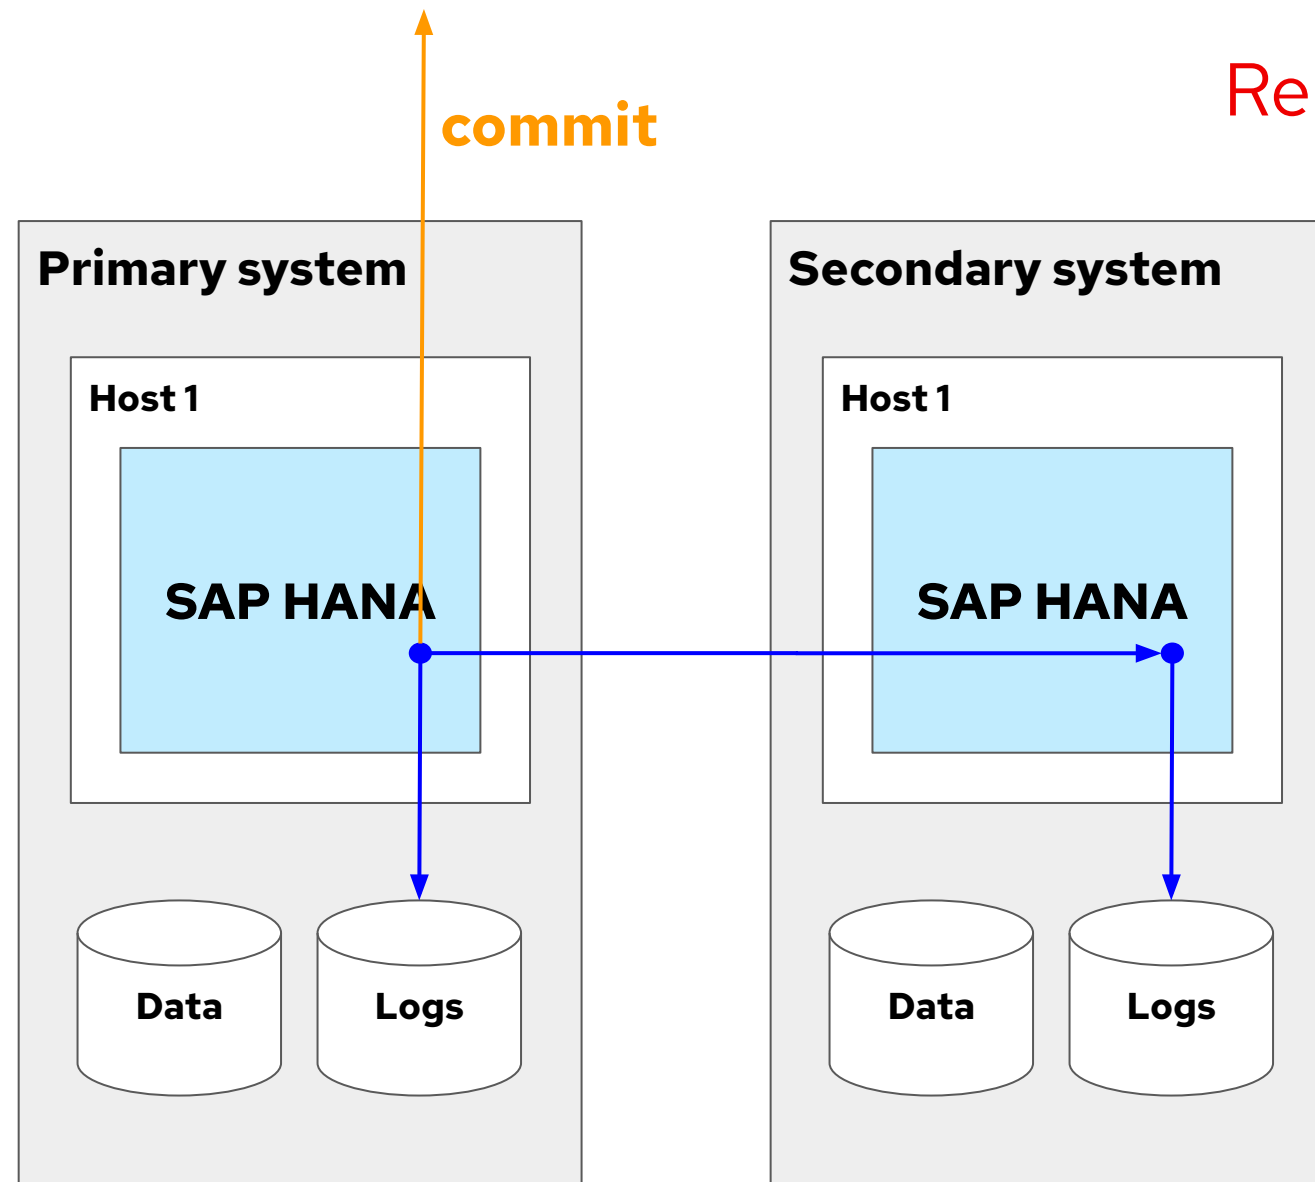 commit
Re
Primary system
Secondary system
Host 1
Host 1
SAP HANA
SAP HANA
Data
Logs
Data
Logs